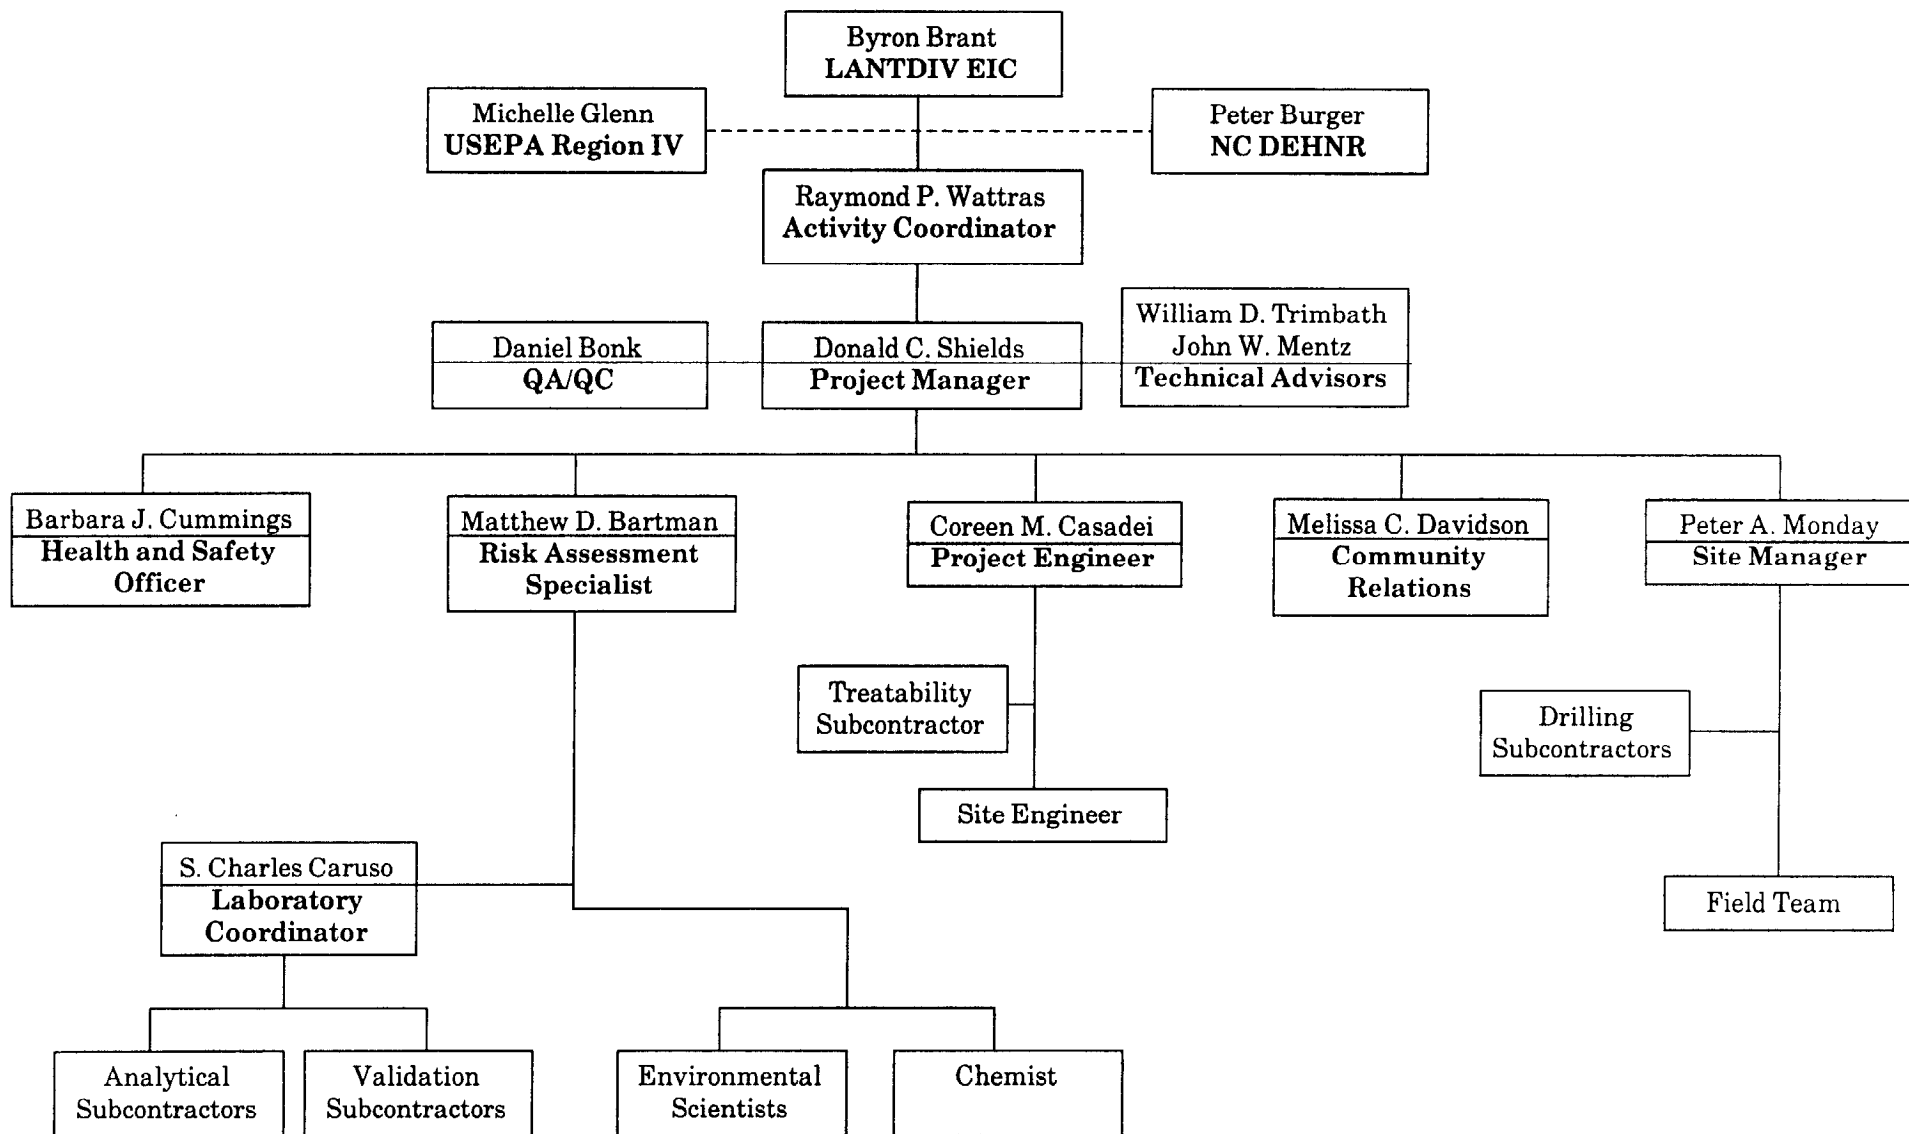 Byron Brant
LANTDIV EIC
Michelle Glenn
USEPA Region IV
Peter Burger
NC DEHNR
Raymond P. Wattras
Activity Coordinator
Daniel Bonk
QA/QC
Donald C. Shields
Project Manager
William D. Trimbath
John W. Mentz
Technical Advisors
Barbara J. Cummings
Health and Safety
Officer
Matthew D. Bartman
Risk Assessment
Specialist
Coreen M. Casadei
Project Engineer
Melissa C. Davidson
Community
Relations
Peter A. Monday
Site Manager
Treatability
Subcontractor
Drilling
Subcontractors
Site Engineer
S. Charles Caruso
Laboratory
Coordinator
Field Team
Analytical
Subcontractors
Validation
Subcontractors
Environmental
Scientists
Chemist